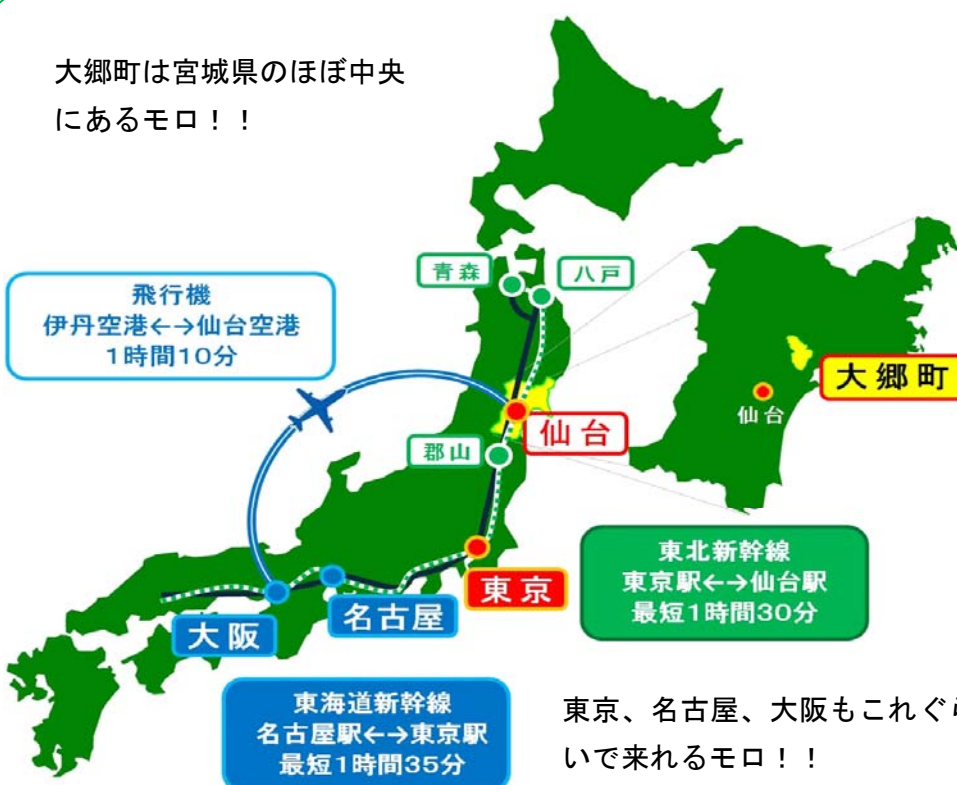 大郷町は宮城県のほぼ中央
にあるモロ！！
青森
八戸
飛行機
伊丹空港←→仙台空港
1時間10分
大郷町
仙台
仙台
郡山
東北新幹線
東京駅←→仙台駅
最短1時間30分
東京
名古屋
大阪
東海道新幹線
名古屋駅←→東京駅
最短1時間35分
東京、名古屋、大阪もこれぐら
いで来れるモロ！！